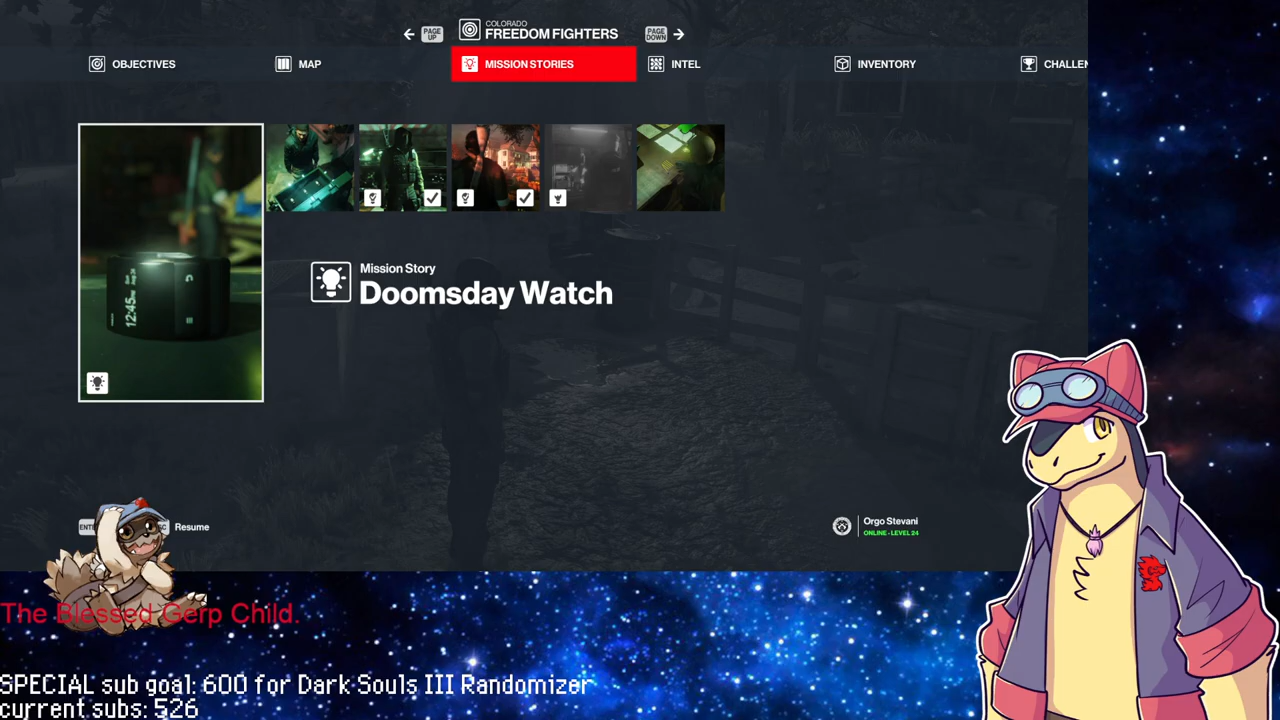 COLORADO
PAGE UP
FREEDOM FIGHTERS
PAGE DOWN
OBJECTIVES
MAP
MISSION STORIES
INTEL
INVENTORY
CHALLEN
12:45
Mission Story
Doomsday Watch
ENTE
Resume
Orgo Stevani
ONLINE - LEVEL 24
The Blessed Gerp Child.
SPECIAL sub goal: 600 for Dark Souls III Randomizer
current subs: 526